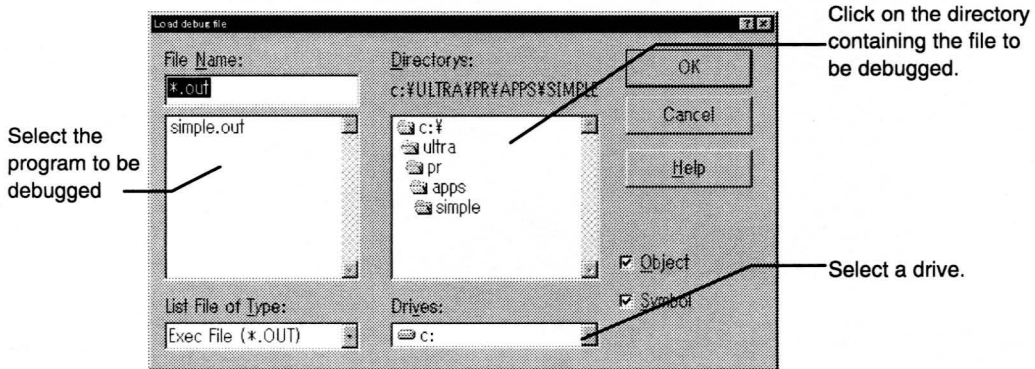 Load debug file
File Name:
*.out
simple.out
List File of Type:
Exec File (*.OUT)
Directorys:
c:¥ULTRA¥PR¥APPS¥SIMPLE
c:¥
ultra
pr
apps
simple
Drives:
c:
OK
Cancel
Help
Object
Symbol
Select the
program to be
debugged
Click on the directory
containing the file to
be debugged.
Select a drive.